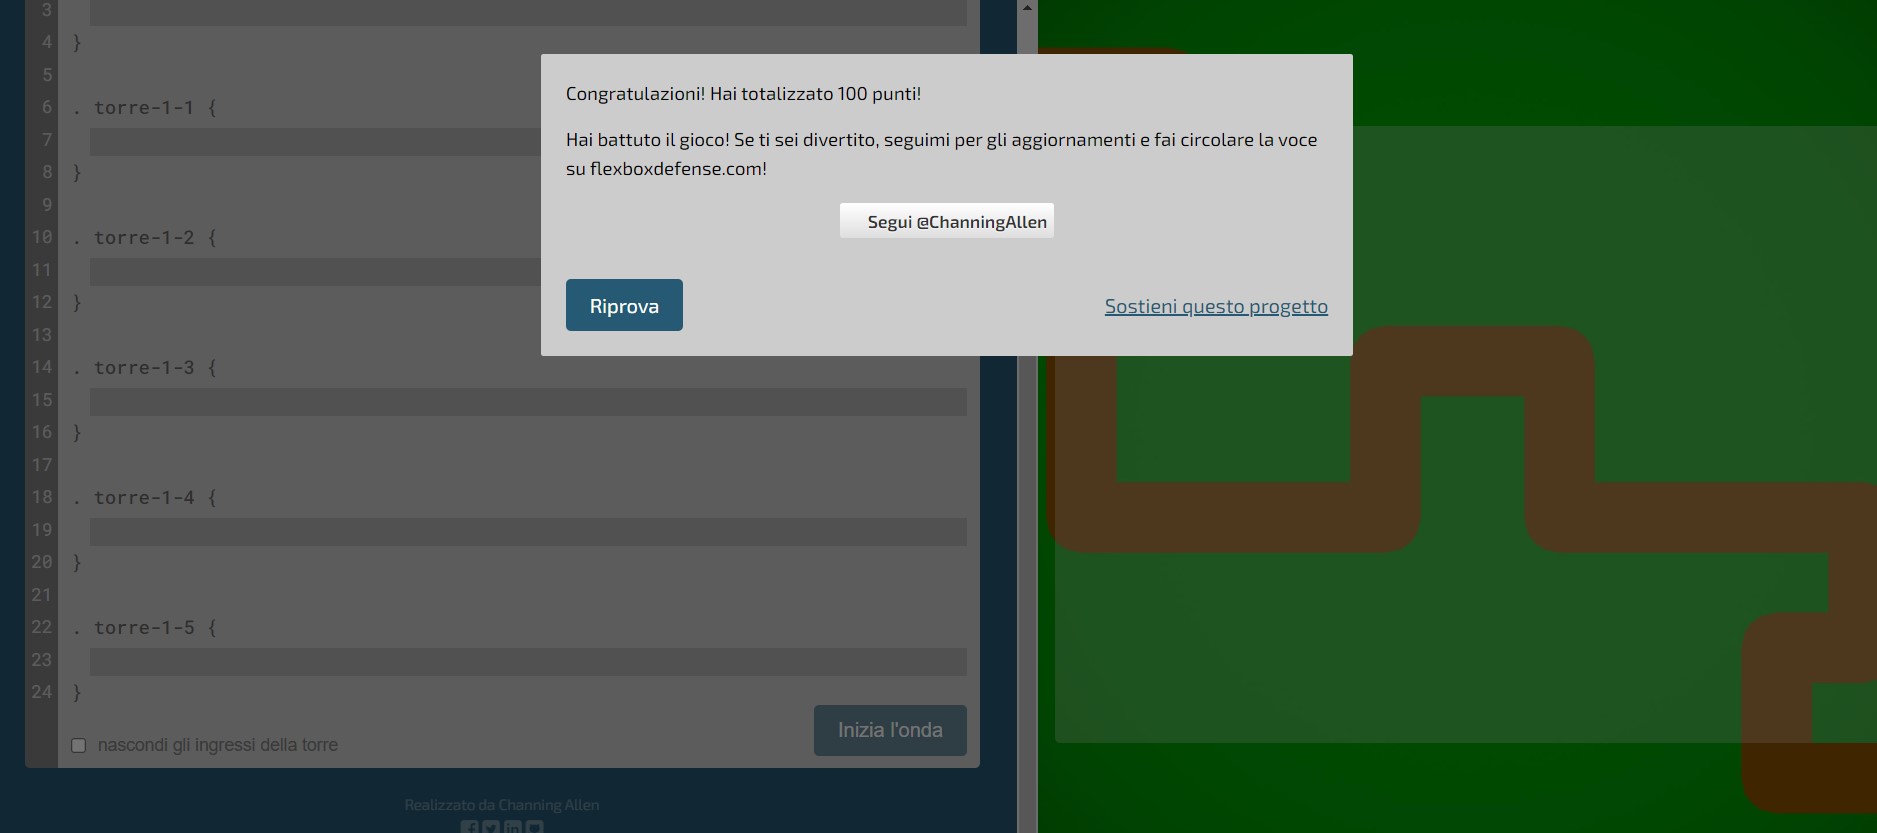 3
4 }
5
6 . torre-1-1 {
7
8 }
9
10 . torre-1-2 {
11
12 }
13
14 . torre-1-3 {
15
16 }
17
18 . torre-1-4 {
19
20 }
21
22 . torre-1-5 {
23
24 }
nascondi gli ingressi della torre
Inizia l'onda
Realizzato da Channing Allen
Congratulazioni! Hai totalizzato 100 punti!
Hai battuto il gioco! Se ti sei divertito, seguimi per gli aggiornamenti e fai circolare la voce
su flexboxdefense.com!
Segui @ChanningAllen
Riprova
Sostieni questo progetto